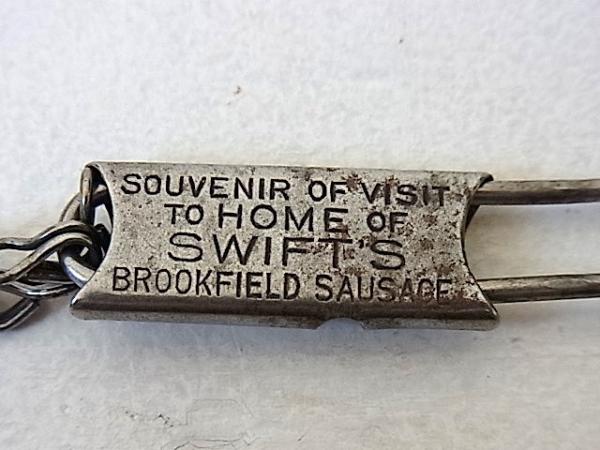 SOUVENIR OF VISIT
TO HOME OF
SWIFT'S
BROOKFIELD SAUSAGE